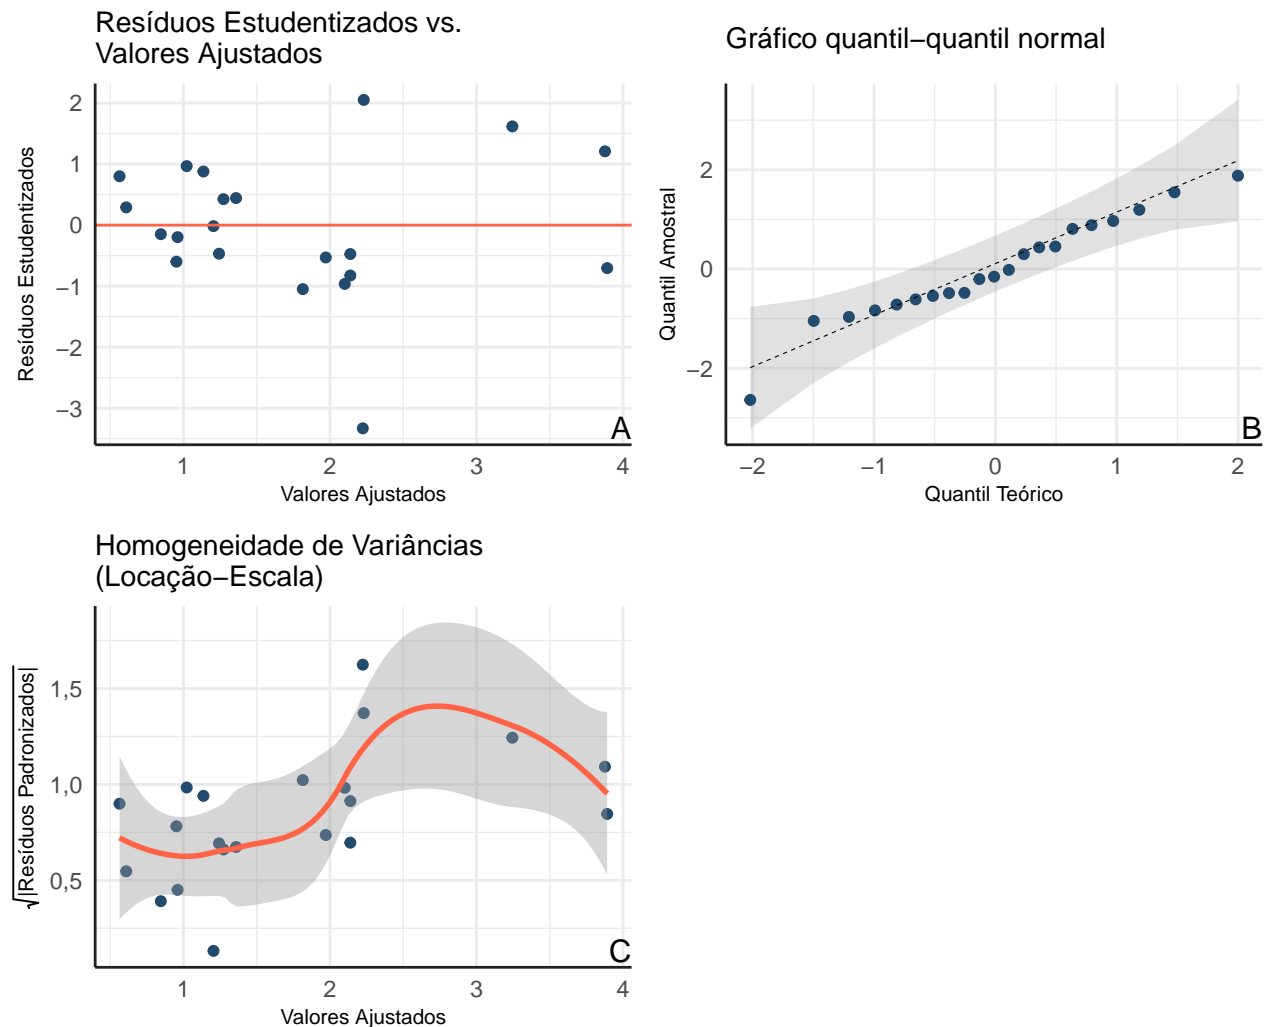 Resíduos Estudentizados vs.
Valores Ajustados
Resíduos Estudentizados
2
1
0
−1
−2
−3
A
1 2 3 4
Valores Ajustados
Gráfico quantil−quantil normal
Quantil Amostral
2
0
−2
B
−2 −1 0 1 2
Quantil Teórico
Homogeneidade de Variâncias
(Locação−Escala)
√|Resíduos Padronizados|
1,5
1,0
0,5
C
1 2 3 4
Valores Ajustados